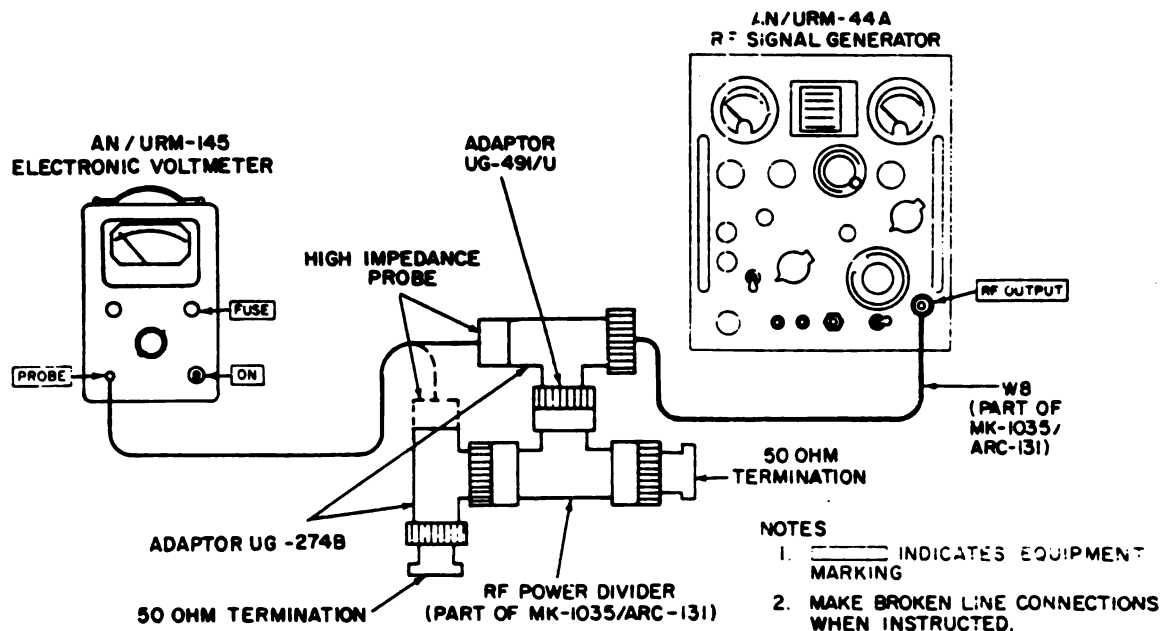 AN/URM-44A
RF SIGNAL GENERATOR
AN/URM-145
ELECTRONIC VOLTMETER
ADAPTOR
UG-491/U
HIGH IMPEDANCE
PROBE
FUSE
PROBE
ON
RF OUTPUT
W8
(PART OF
MK-1035/
ARC-131)
50 OHM
TERMINATION
ADAPTOR UG -274B
50 OHM TERMINATION
RF POWER DIVIDER
(PART OF MK-1035/ARC-131)
NOTES
1. INDICATES EQUIPMENT
MARKING
2. MAKE BROKEN LINE CONNECTIONS
WHEN INSTRUCTED.